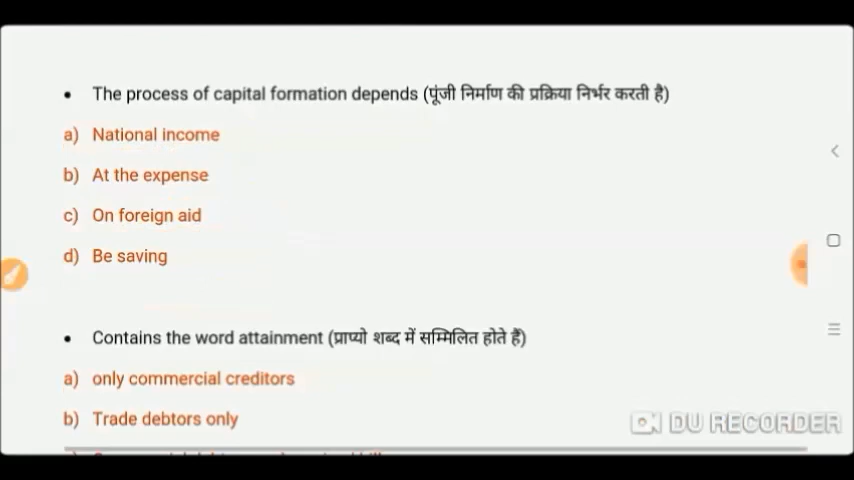 • The process of capital formation depends (पूंजी निर्माण की प्रक्रिया निर्भर करती है)
a) National income
b) At the expense
c) On foreign aid
d) Be saving
• Contains the word attainment (प्राप्यो शब्द में सम्मिलित होते हैं)
a) only commercial creditors
b) Trade debtors only
DU RECORDER